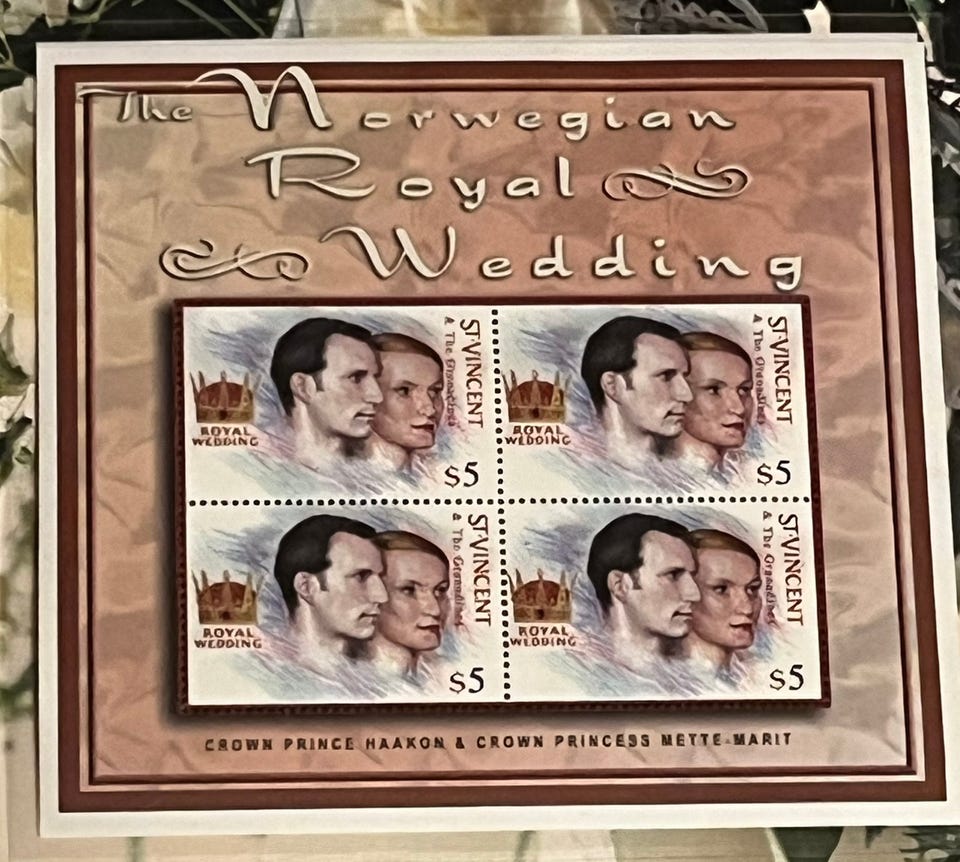 The Norwegian
Royal
Wedding
ST.VINCENT
& The Grenadines
ROYAL
WEDDING
$5
ST.VINCENT
& The Grenadines
ROYAL
WEDDING
$5
ST.VINCENT
& The Grenadines
ROYAL
WEDDING
$5
ST.VINCENT
& The Grenadines
ROYAL
WEDDING
$5
CROWN PRINCE HAAKON & CROWN PRINCESS METTE-MARIT